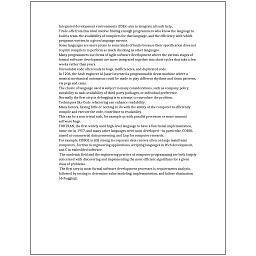 Integrated development environments (IDEs) aim to integrate all such help.
Trade-offs from this ideal involve finding enough programmers who know the language to
build a team, the availability of compilers for that language, and the efficiency with which
programs written in a given language execute.
Some languages are more prone to some kinds of faults because their specification does not
require compilers to perform as much checking as other languages.
Many programmers use forms of Agile software development where the various stages of
formal software development are more integrated together into short cycles that take a few
weeks rather than years.
Unreadable code often leads to bugs, inefficiencies, and duplicated code.
In 1206, the Arab engineer Al-Jazari invented a programmable drum machine where a
musical mechanical automaton could be made to play different rhythms and drum patterns,
via pegs and cams.
The choice of language used is subject to many considerations, such as company policy,
suitability to task, availability of third-party packages, or individual preference.
Normally the first step in debugging is to attempt to reproduce the problem.
Techniques like Code refactoring can enhance readability.
Many factors, having little or nothing to do with the ability of the computer to efficiently
compile and execute the code, contribute to readability.
This can be a non-trivial task, for example as with parallel processes or some unusual
software bugs.
FORTRAN, the first widely used high-level language to have a functional implementation,
came out in 1957, and many other languages were soon developed—in particular, COBOL
aimed at commercial data processing, and Lisp for computer research.
For example, COBOL is still strong in corporate data centers often on large mainframe
computers, Fortran in engineering applications, scripting languages in Web development,
and C in embedded software.
The academic field and the engineering practice of computer programming are both largely
concerned with discovering and implementing the most efficient algorithms for a given
class of problems.
The first step in most formal software development processes is requirements analysis,
followed by testing to determine value modeling, implementation, and failure elimination
(debugging).